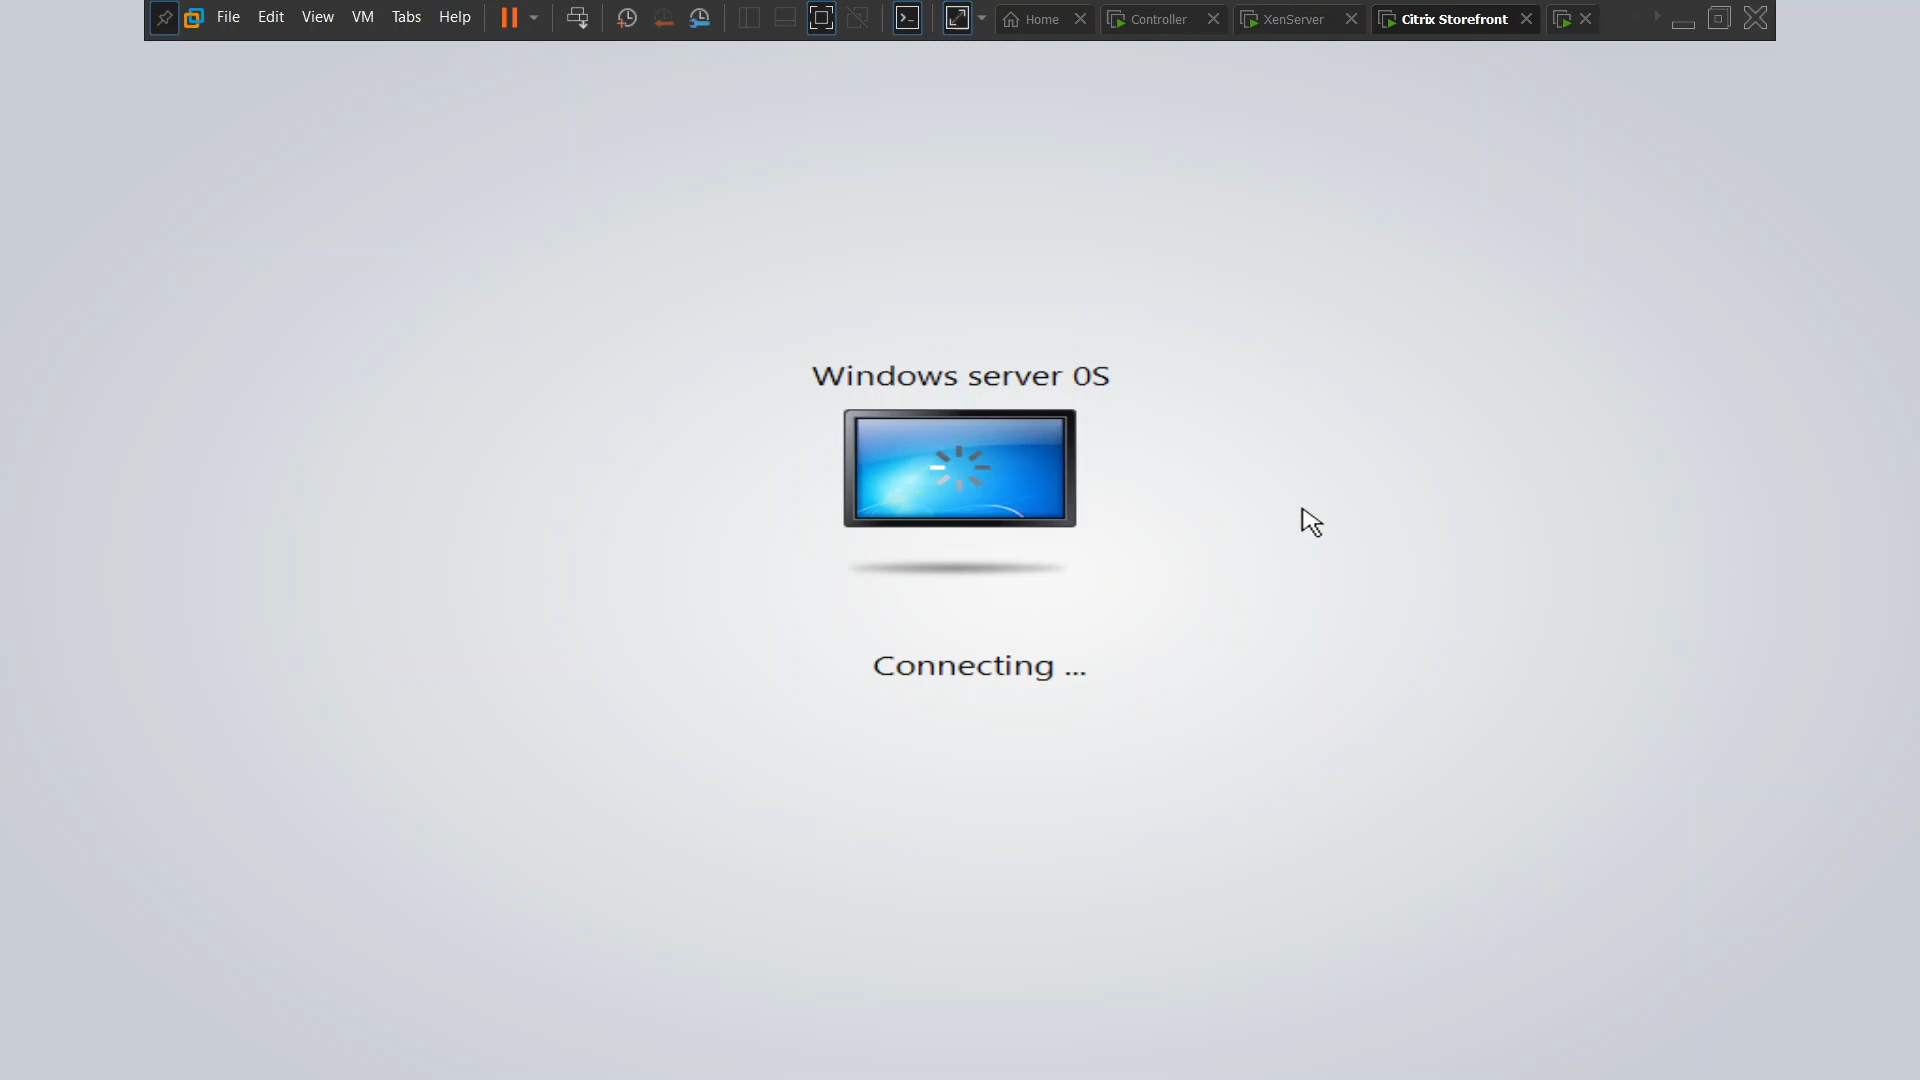 File Edit View VM Tabs Help Home Controller XenServer Citrix Storefront
Windows server 0S
Connecting ...